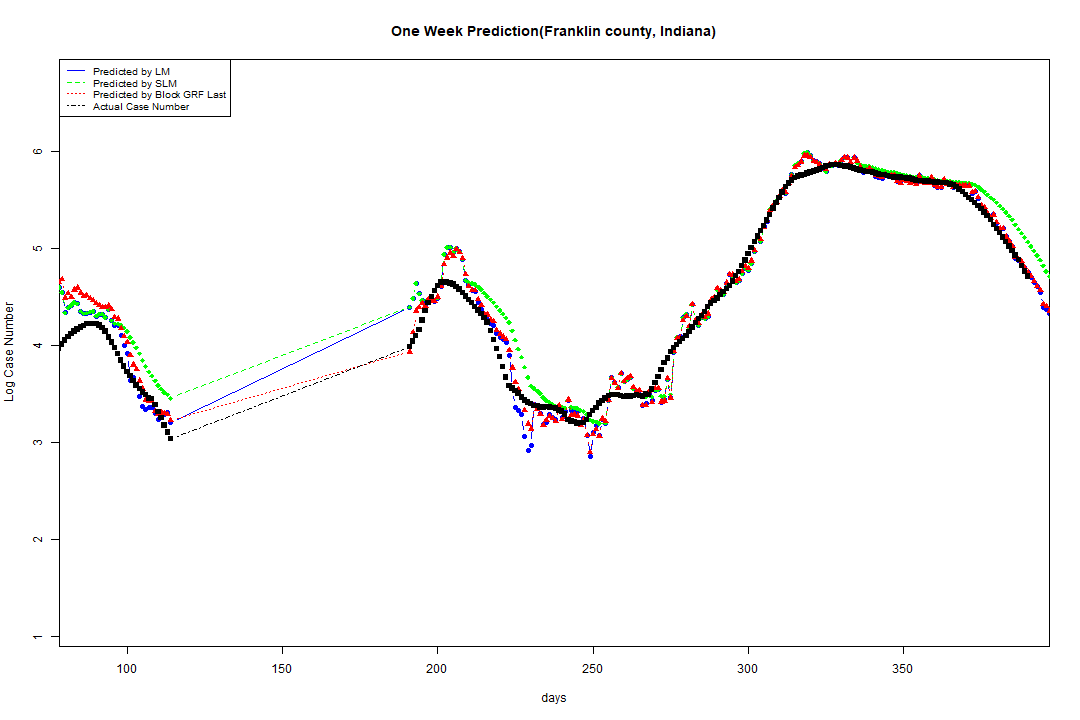 One Week Prediction(Franklin county, Indiana)
Predicted by LM
Predicted by SLM
Predicted by Block GRF Last
Actual Case Number
Log Case Number
6
5
4
3
2
1
100 150 200 250 300 350
days